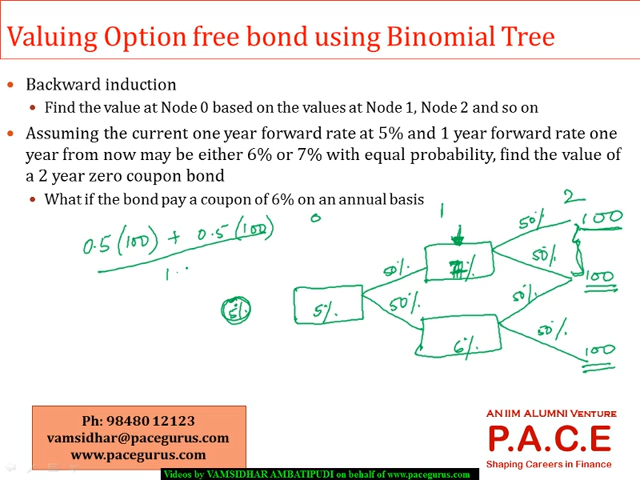 Valuing Option free bond using Binomial Tree
• Backward induction
• Find the value at Node 0 based on the values at Node 1, Node 2 and so on
• Assuming the current one year forward rate at 5% and 1 year forward rate one
year from now may be either 6% or 7% with equal probability, find the value of
a 2 year zero coupon bond
• What if the bond pay a coupon of 6% on an annual basis
0 1 2
0.5 (100) + 0.5 (100)
1..
50% 100
50% 7% 50%
5% 5% 50% 50% 100
6% 50%
100
Ph: 98480 12123
vamsidhar@pacegurus.com
www.pacegurus.com
AN IIM ALUMNI VENTURE
P.A.C.E
Shaping Careers in Finance
Videos by VAMSIDHAR AMBATIPUDI on behalf of www.pacegurus.com